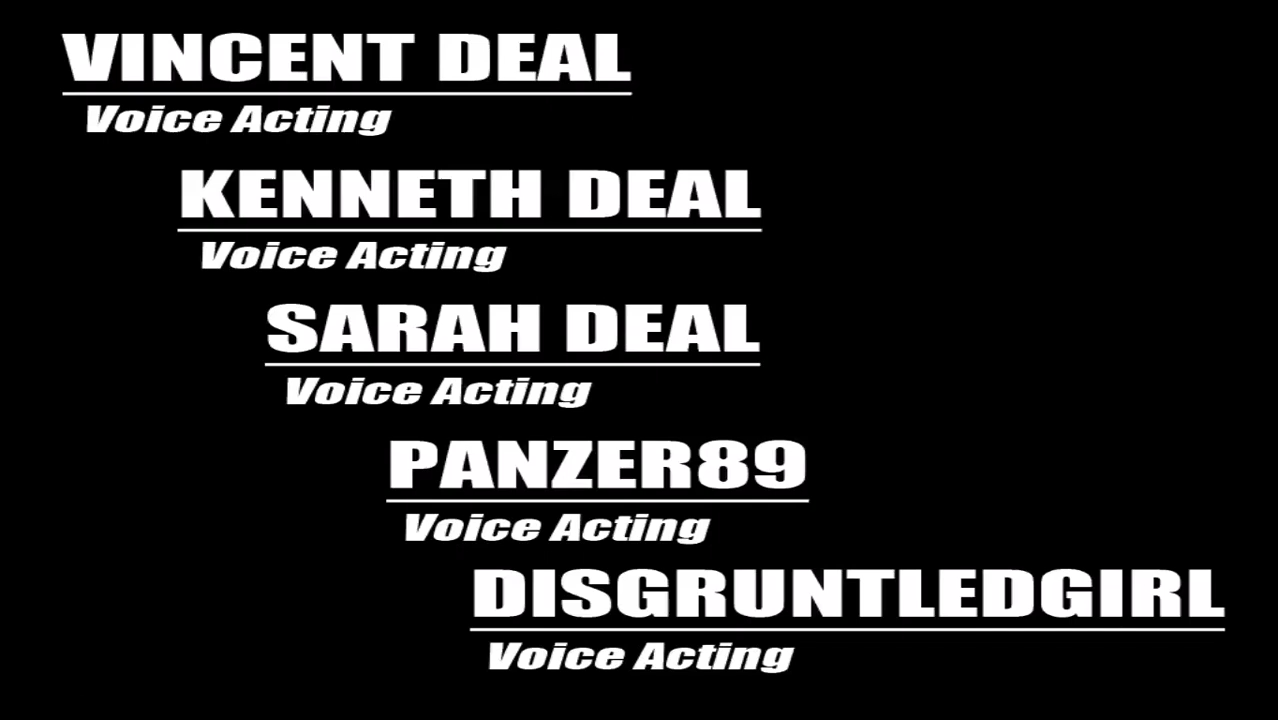 VINCENT DEAL
Voice Acting
KENNETH DEAL
Voice Acting
SARAH DEAL
Voice Acting
PANZER89
Voice Acting
DISGRUNTLEDGIRL
Voice Acting